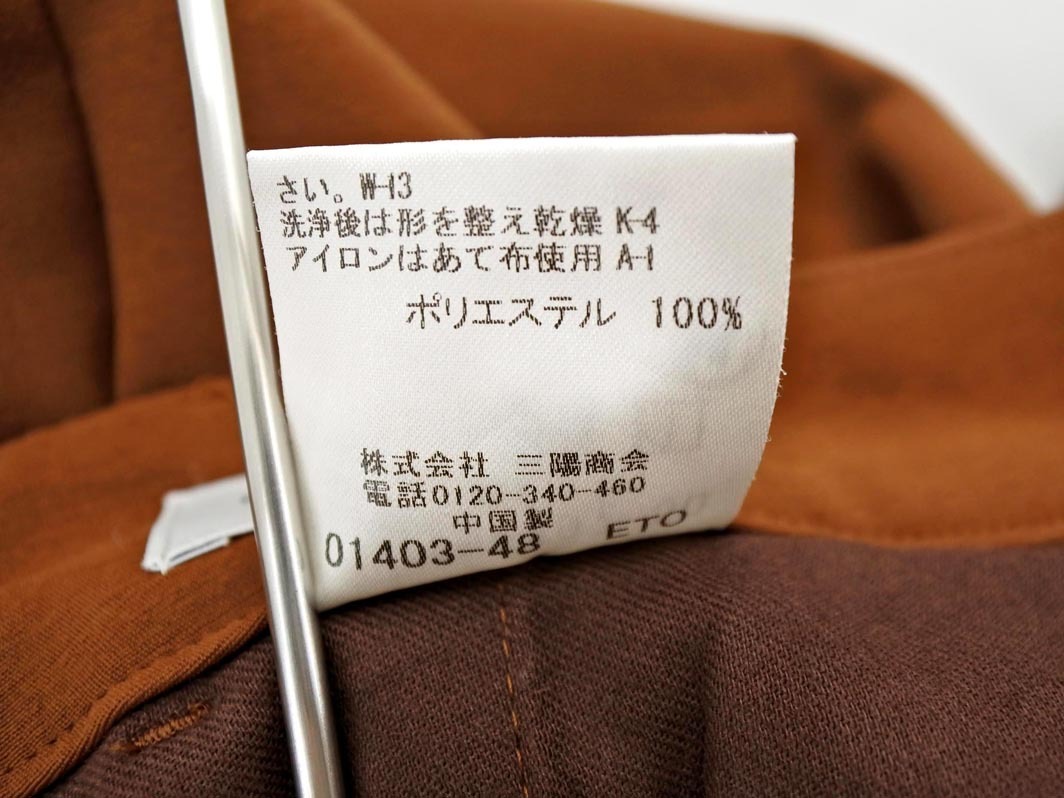 さい。W-13
洗浄後は形を整え乾燥 K-4
アイロンはあて布使用 A-1
ポリエステル 100%
株式会社 三陽商会
電話0120-340-460
中国製
01403-48 ETO